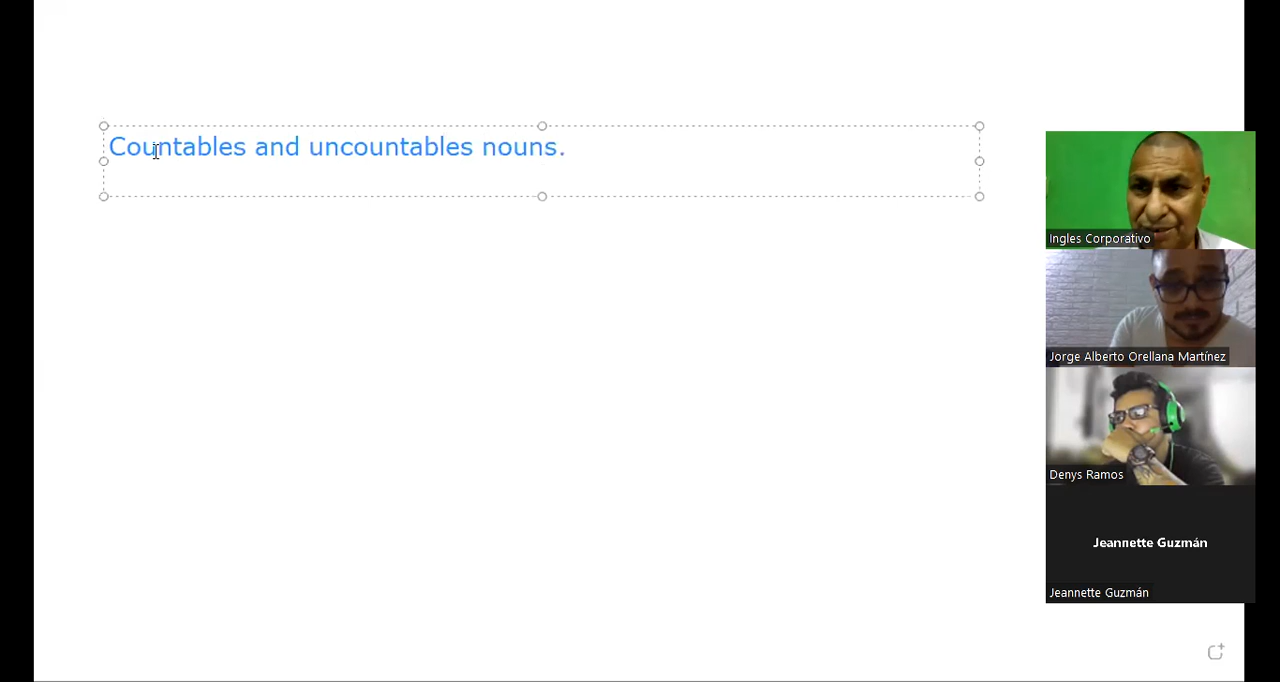 Countables and uncountables nouns.
Ingles Corporativo
Jorge Alberto Orellana Martínez
Denys Ramos
Jeannette Guzmán
Jeannette Guzmán